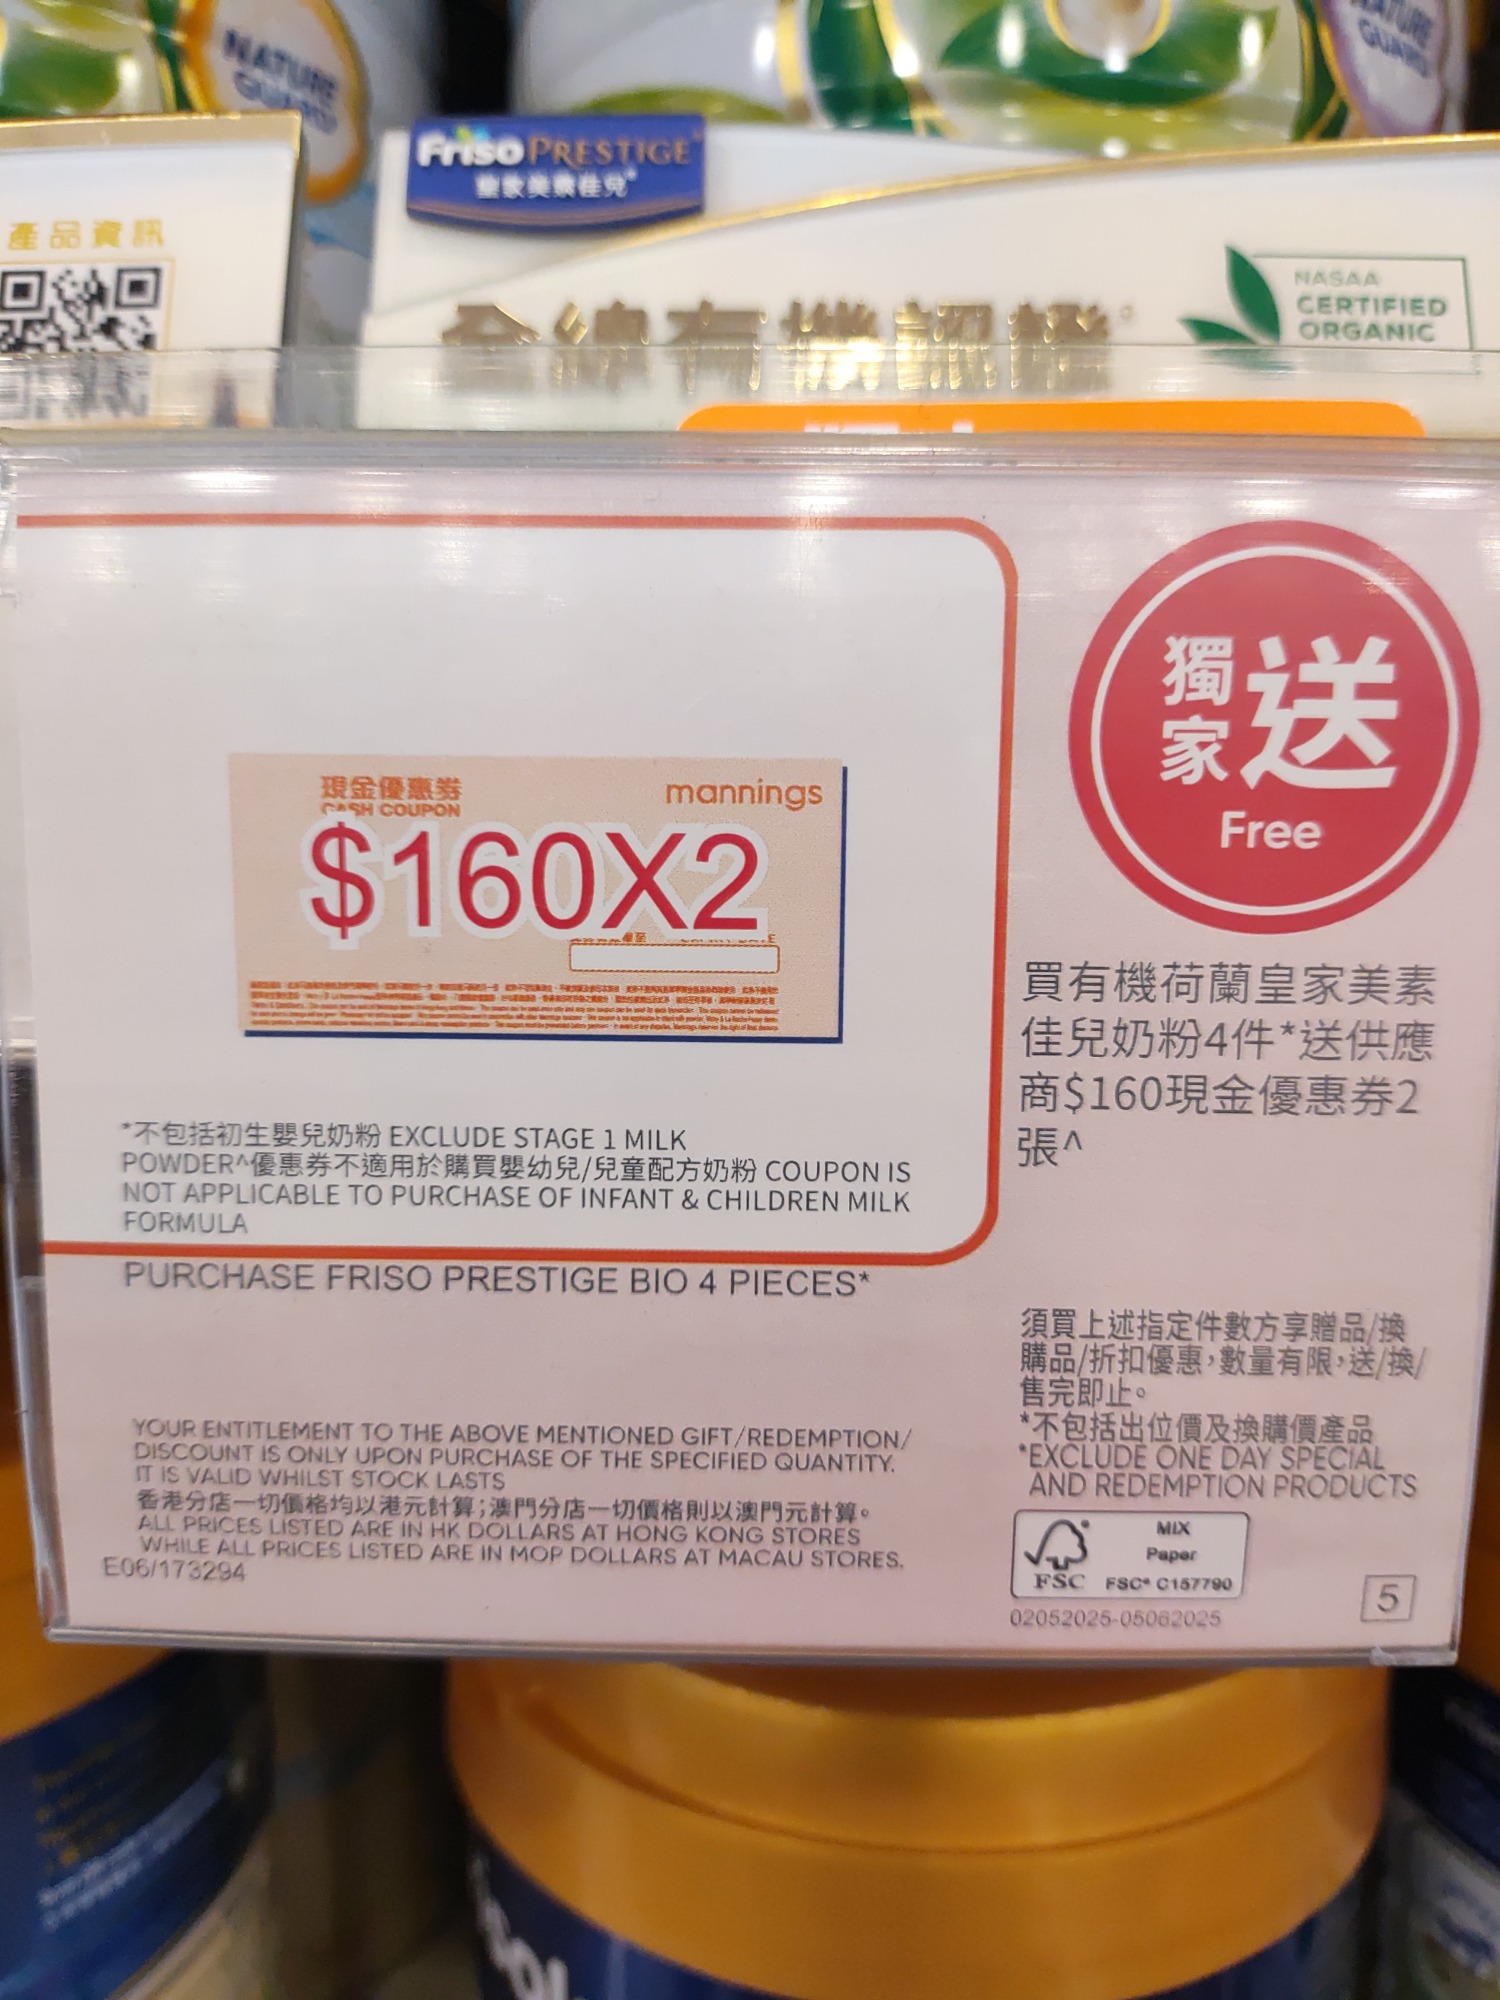 NATURE
GUARD
NATURE
GUARD
Friso PRESTIGE
皇家美素佳兒
產品資訊
全線有機認證
NASAA
CERTIFIED
ORGANIC
獨家送
Free
現金優惠券
CASH COUPON
mannings
$160X2
買有機荷蘭皇家美素
佳兒奶粉4件*送供應
商$160現金優惠券2
張^
*不包括初生嬰兒奶粉 EXCLUDE STAGE 1 MILK
POWDER^優惠券不適用於購買嬰幼兒/兒童配方奶粉 COUPON IS
NOT APPLICABLE TO PURCHASE OF INFANT & CHILDREN MILK
FORMULA
PURCHASE FRISO PRESTIGE BIO 4 PIECES*
須買上述指定件數方享贈品/換
購品/折扣優惠，數量有限，送/換/
售完即止。
*不包括出位價及換購價產品
*EXCLUDE ONE DAY SPECIAL
AND REDEMPTION PRODUCTS
YOUR ENTITLEMENT TO THE ABOVE MENTIONED GIFT/REDEMPTION/
DISCOUNT IS ONLY UPON PURCHASE OF THE SPECIFIED QUANTITY.
IT IS VALID WHILST STOCK LASTS
香港分店一切價格均以港元計算；澳門分店一切價格則以澳門元計算。
ALL PRICES LISTED ARE IN HK DOLLARS AT HONG KONG STORES
WHILE ALL PRICES LISTED ARE IN MOP DOLLARS AT MACAU STORES.
E06/173294
FSC
MIX
Paper
FSC® C157790
02052025-05062025
5